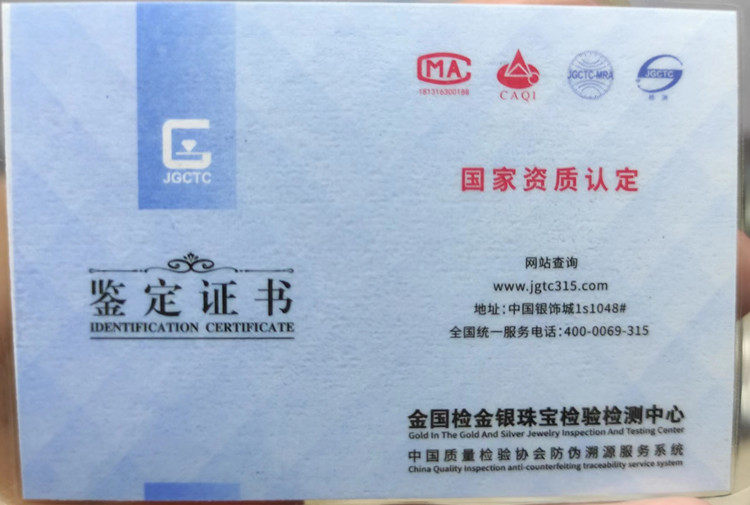 CMA
181316300188
CAQI
JGCTC-MRA
JGCTC
检测
JGCTC
国家资质认定
鉴定证书
IDENTIFICATION CERTIFICATE
网站查询
www.jgtc315.com
地址:中国银饰城1s1048#
全国统一服务电话:400-0069-315
金国检金银珠宝检验检测中心
Gold In The Gold And Silver Jewelry Inspection And Testing Center
中国质量检验协会防伪溯源服务系统
China Quality Inspection anti-counterfeiting traceability service system